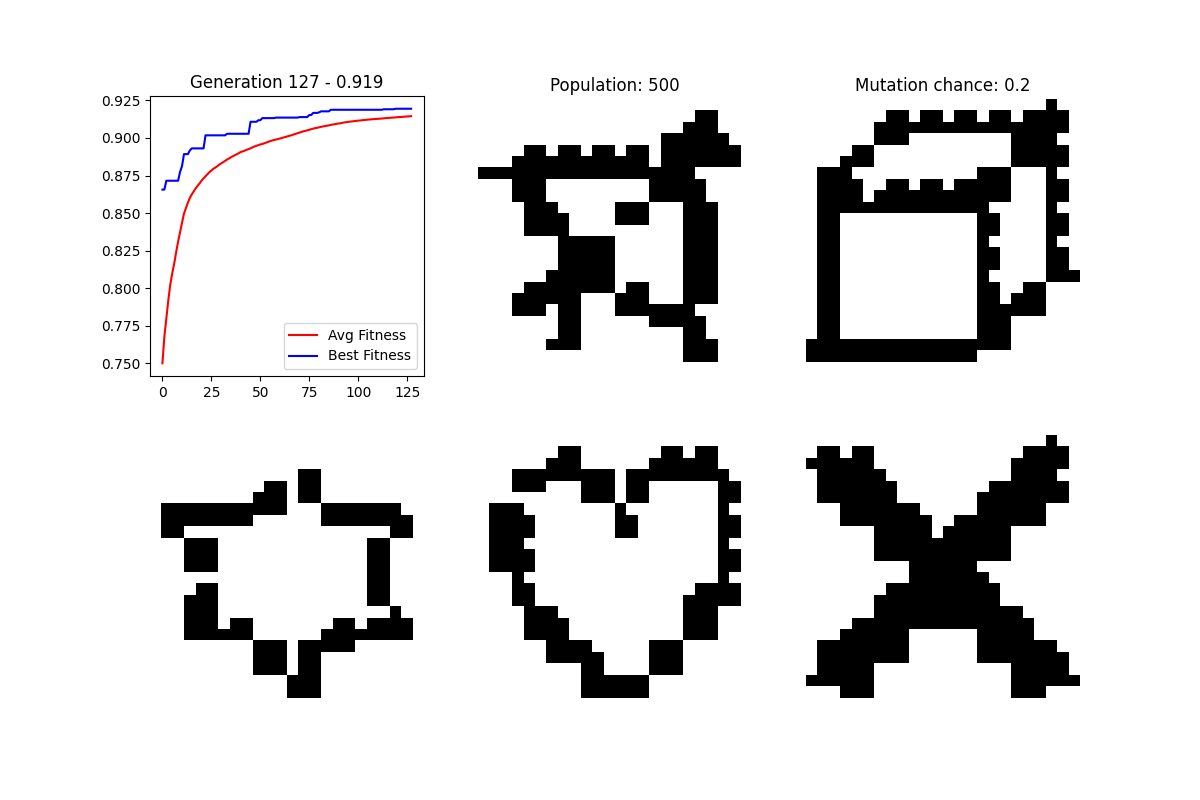 Generation 127 - 0.919
Population: 500
Mutation chance: 0.2
0.925
0.900
0.875
0.850
0.825
0.800
0.775
0.750
Avg Fitness
Best Fitness
0 25 50 75 100 125